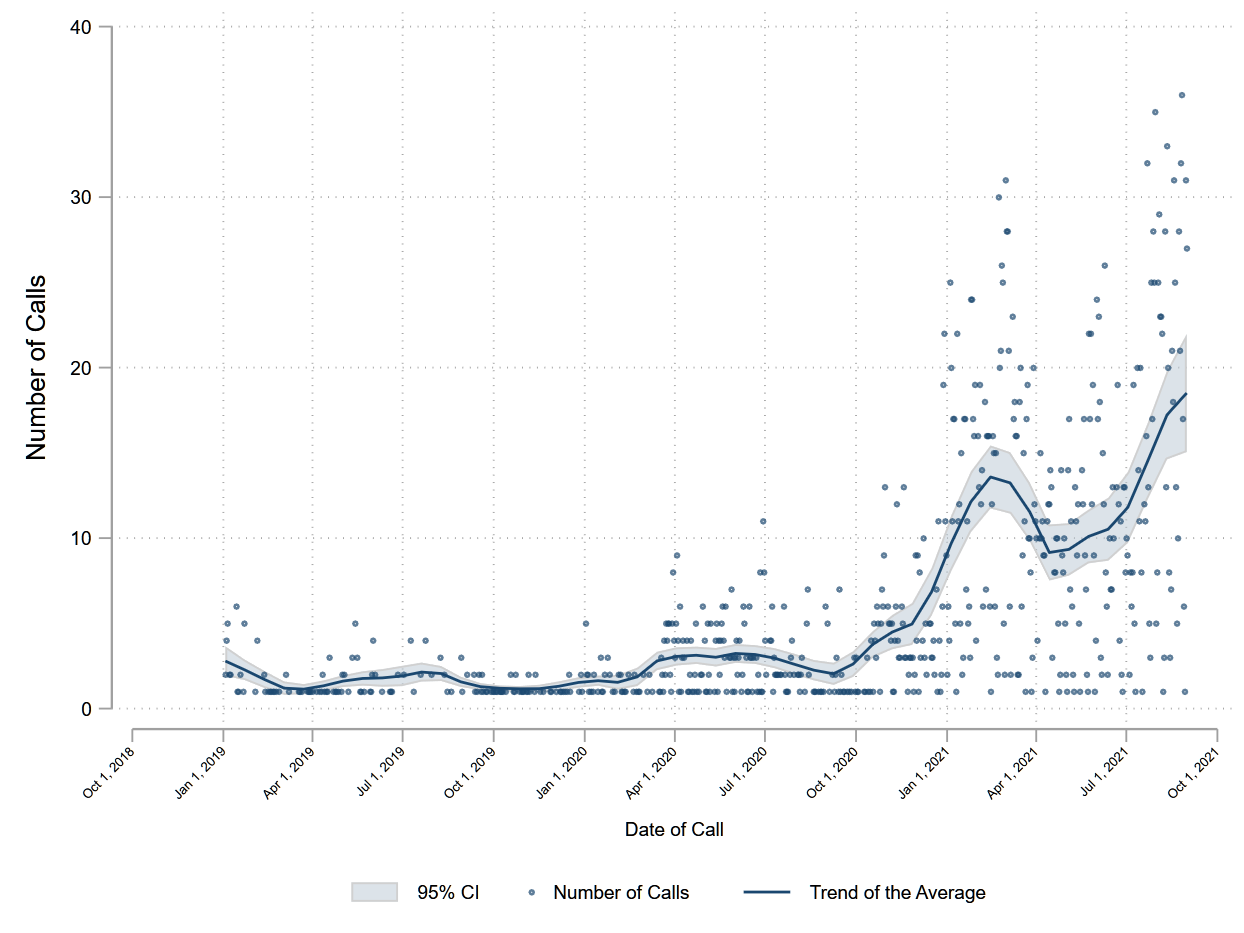 40
30
20
10
0
Number of Calls
Oct 1, 2018
Jan 1, 2019
Apr 1, 2019
Jul 1, 2019
Oct 1, 2019
Jan 1, 2020
Apr 1, 2020
Jul 1, 2020
Oct 1, 2020
Jan 1, 2021
Apr 1, 2021
Jul 1, 2021
Oct 1, 2021
Date of Call
95% CI
Number of Calls
Trend of the Average